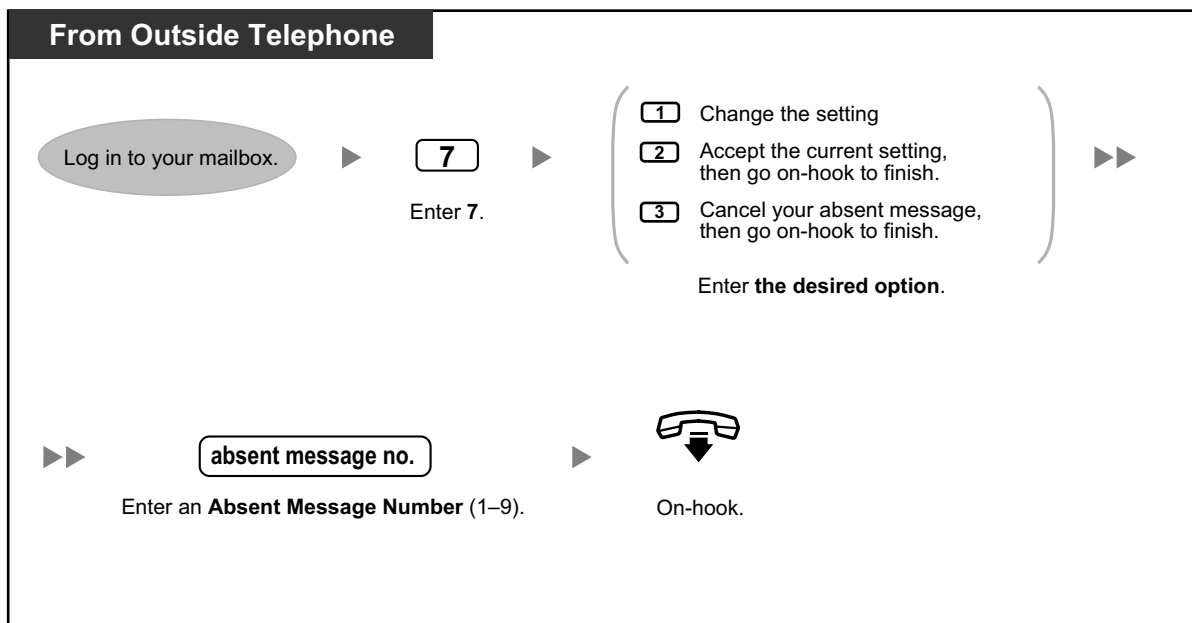 From Outside Telephone
Log in to your mailbox.
7
Enter 7.
1 Change the setting
2 Accept the current setting,
then go on-hook to finish.
3 Cancel your absent message,
then go on-hook to finish.
Enter the desired option.
absent message no.
Enter an Absent Message Number (1–9).
On-hook.